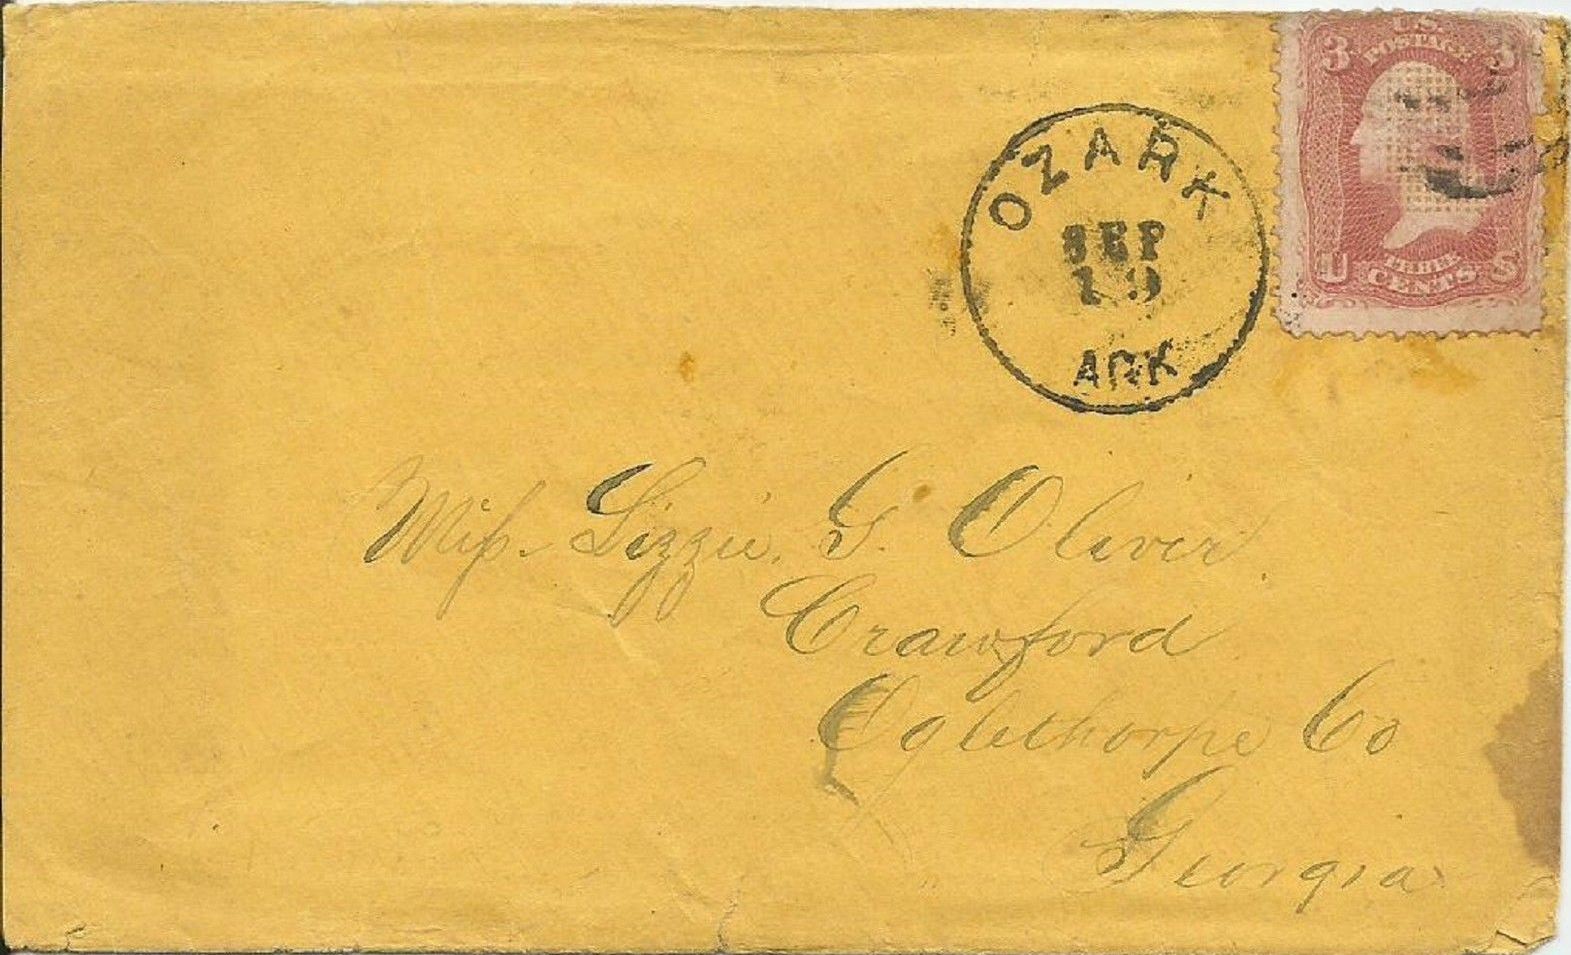 U.S.
POSTAGE
3 3
U S
THREE
CENTS
OZARK
SEP
19
ARK
Miſs. Lizzie. G. Oliver.
Crawford
Oglethorpe Co
Georgia